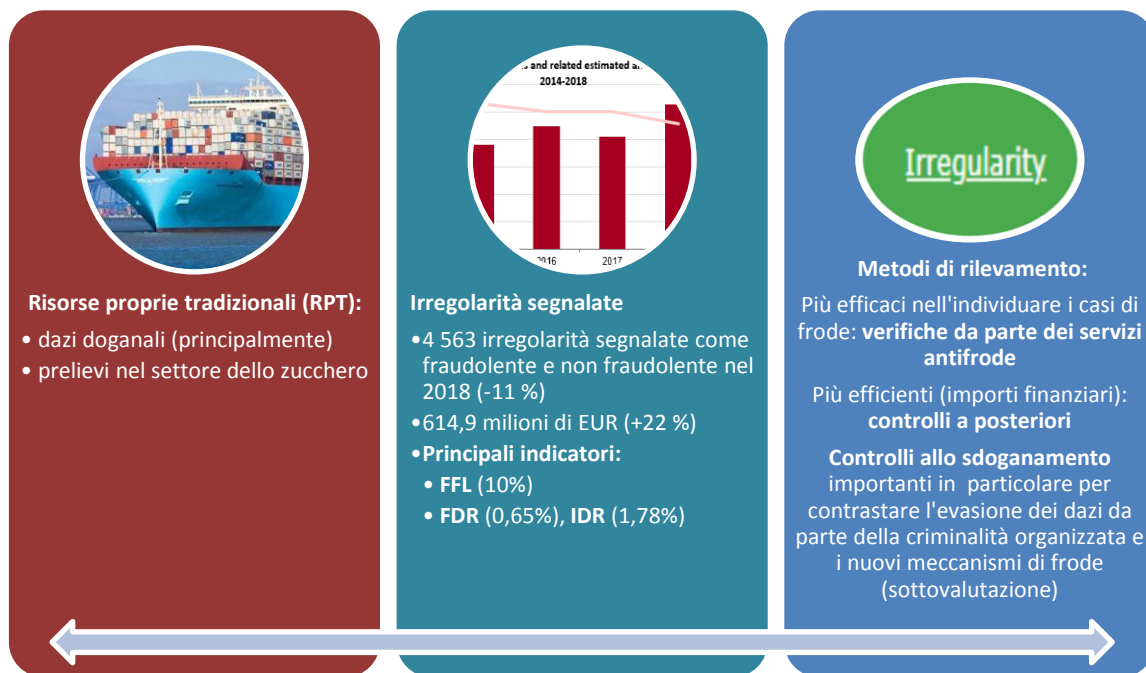 Risorse proprie tradizionali (RPT):
• dazi doganali (principalmente)
• prelievi nel settore dello zucchero
and related estimated
2014-2018
2016
2017
Irregolarità segnalate
•4 563 irregolarità segnalate come
fraudolente e non fraudolente nel
2018 (-11 %)
•614,9 milioni di EUR (+22 %)
•Principali indicatori:
• FFL (10%)
• FDR (0,65%), IDR (1,78%)
Irregularity
Metodi di rilevamento:
Più efficaci nell'individuare i casi di
frode: verifiche da parte dei servizi
antifrode
Più efficienti (importi finanziari):
controlli a posteriori
Controlli allo sdoganamento
importanti in particolare per
contrastare l'evasione dei dazi da
parte della criminalità organizzata e
i nuovi meccanismi di frode
(sottovalutazione)